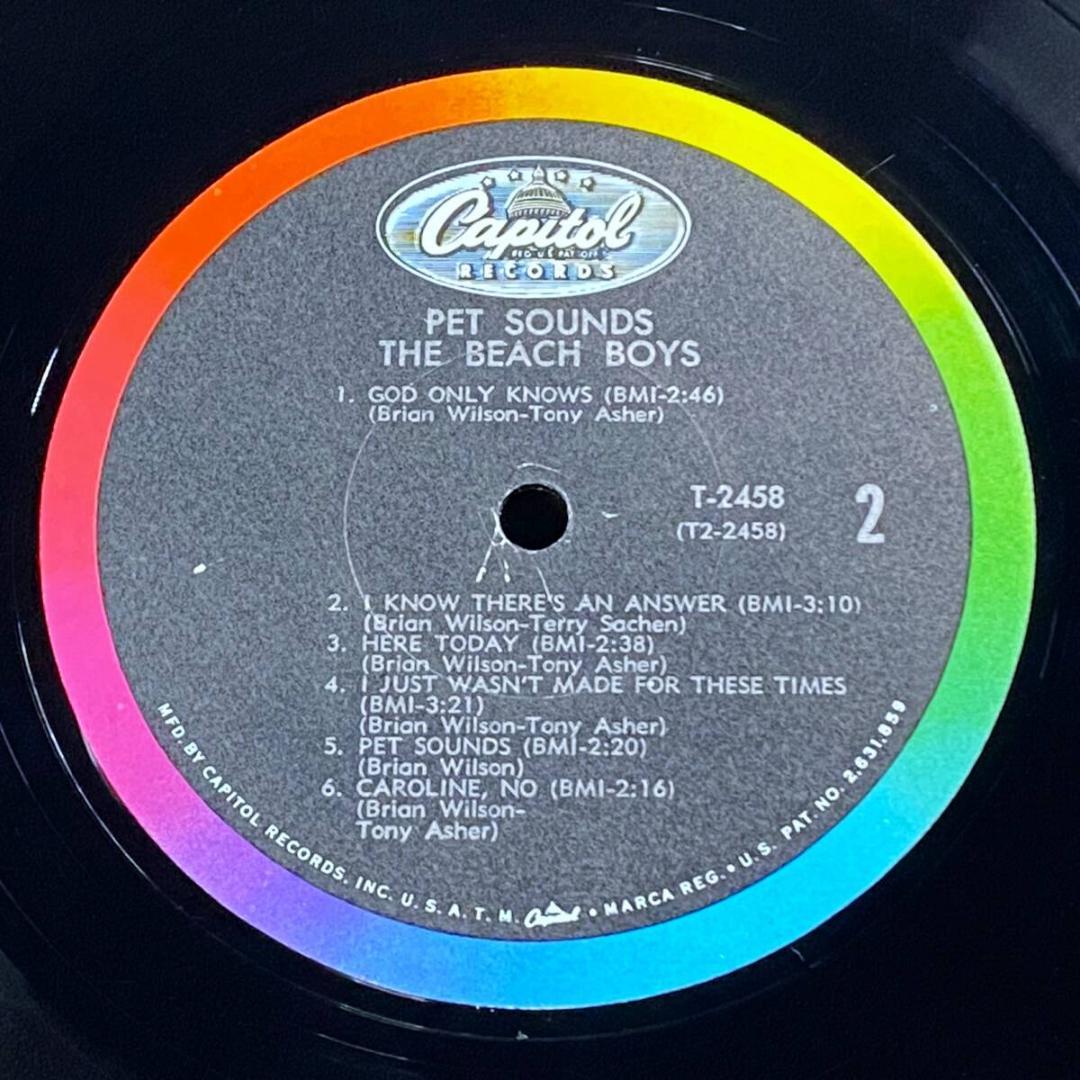 Capitol
REG U.S. PAT. OFF.
RECORDS
PET SOUNDS
THE BEACH BOYS
1. GOD ONLY KNOWS (BMI-2:46)
(Brian Wilson-Tony Asher)
T-2458
(T2-2458)
2
2. I KNOW THERE'S AN ANSWER (BMI-3:10)
(Brian Wilson-Terry Sachen)
3. HERE TODAY (BMI-2:38)
(Brian Wilson-Tony Asher)
4. I JUST WASN'T MADE FOR THESE TIMES
(BMI-3:21)
(Brian Wilson-Tony Asher)
5. PET SOUNDS (BMI-2:20)
(Brian Wilson)
6. CAROLINE, NO (BMI-2:16)
(Brian Wilson-
Tony Asher)
MFD. BY CAPITOL RECORDS, INC. U. S. A. T. M. Capitol • MARCA REG. • U.S. PAT. NO. 2,631,859